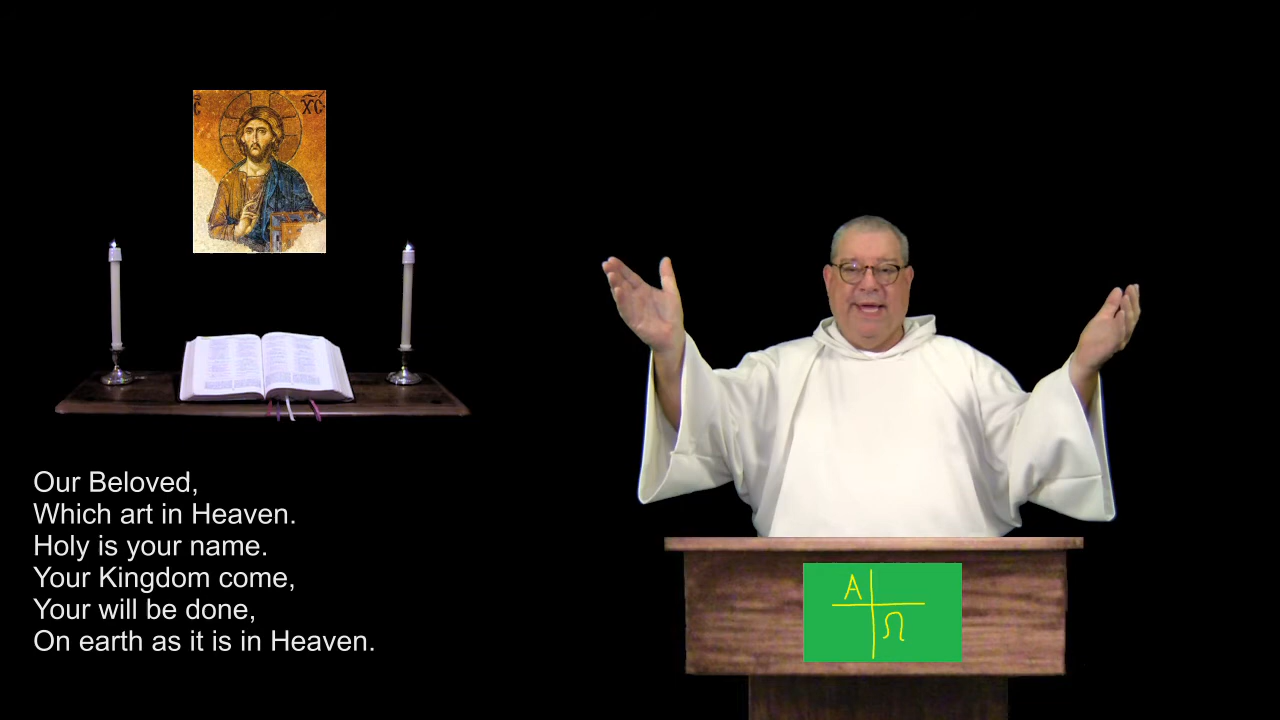 C XC
Our Beloved,
Which art in Heaven.
Holy is your name.
Your Kingdom come,
Your will be done,
On earth as it is in Heaven.
A
Ω